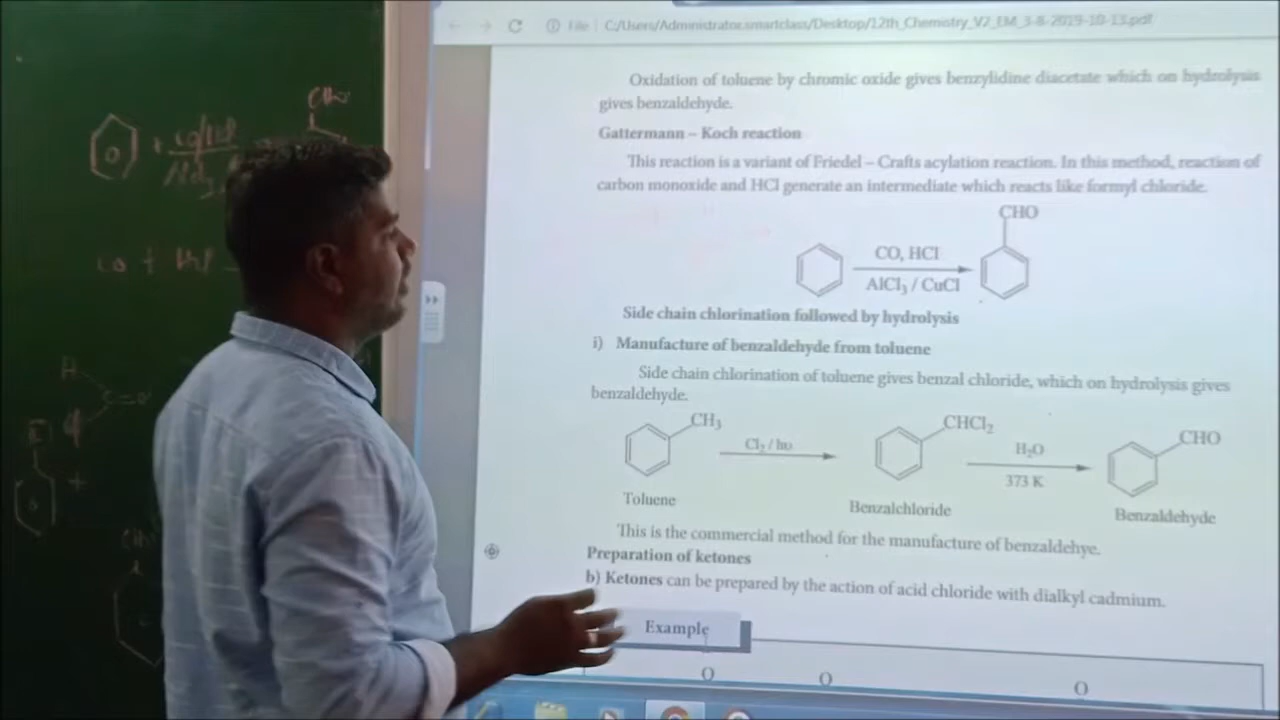 File | C:/Users/Administrator.smartclass/Desktop/12th_Chemistry_V2_EM_3-8-2019-10-13.pdf
Oxidation of toluene by chromic oxide gives benzylidine diacetate which on hydrolysis
gives benzaldehyde.
Gattermann – Koch reaction
This reaction is a variant of Friedel – Crafts acylation reaction. In this method, reaction of
carbon monoxide and HCl generate an intermediate which reacts like formyl chloride.
CHO
CO, HCl
AlCl₃ / CuCl
Side chain chlorination followed by hydrolysis
i) Manufacture of benzaldehyde from toluene
Side chain chlorination of toluene gives benzal chloride, which on hydrolysis gives
benzaldehyde.
CH₃ CHCl₂ CHO
Cl₂ / hυ H₂O
373 K
Toluene Benzalchloride Benzaldehyde
This is the commercial method for the manufacture of benzaldehye.
Preparation of ketones
b) Ketones can be prepared by the action of acid chloride with dialkyl cadmium.
Example
O O O